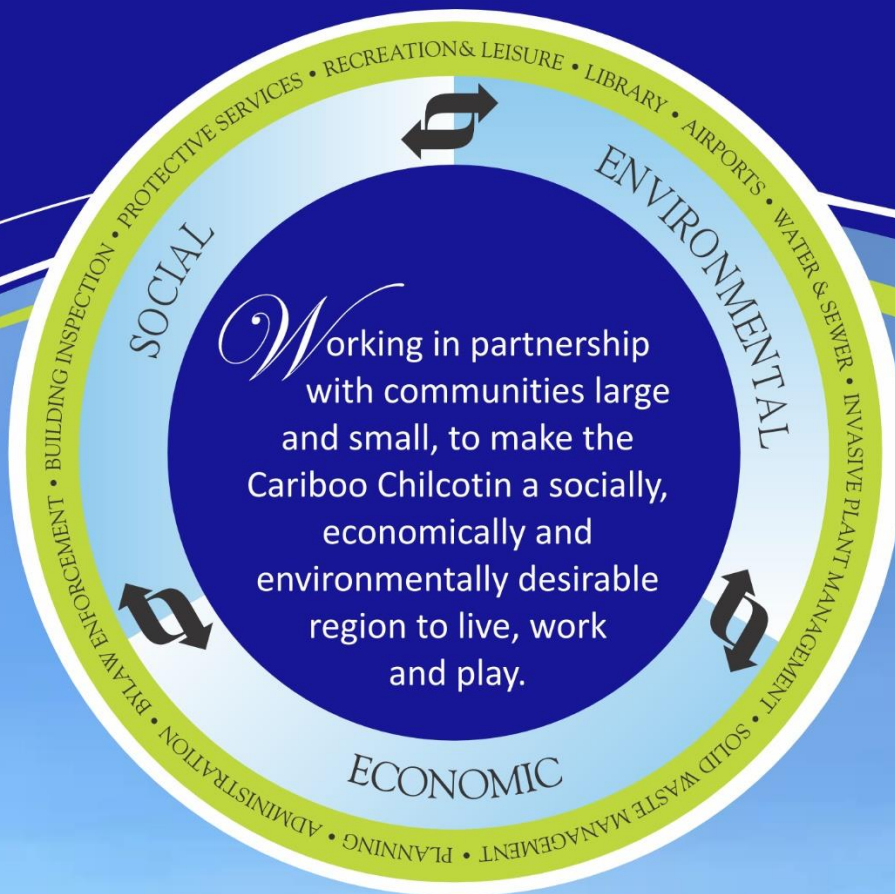 PROTECTIVE SERVICES • RECREATION & LEISURE • LIBRARY • AIRPORTS • WATER & SEWER • INVASIVE PLANT MANAGEMENT • SOLID WASTE MANAGEMENT • PLANNING • ADMINISTRATION • BYLAW ENFORCEMENT • BUILDING INSPECTION •
SOCIAL
ENVIRONMENTAL
ECONOMIC
Working in partnership
with communities large
and small, to make the
Cariboo Chilcotin a socially,
economically and
environmentally desirable
region to live, work
and play.